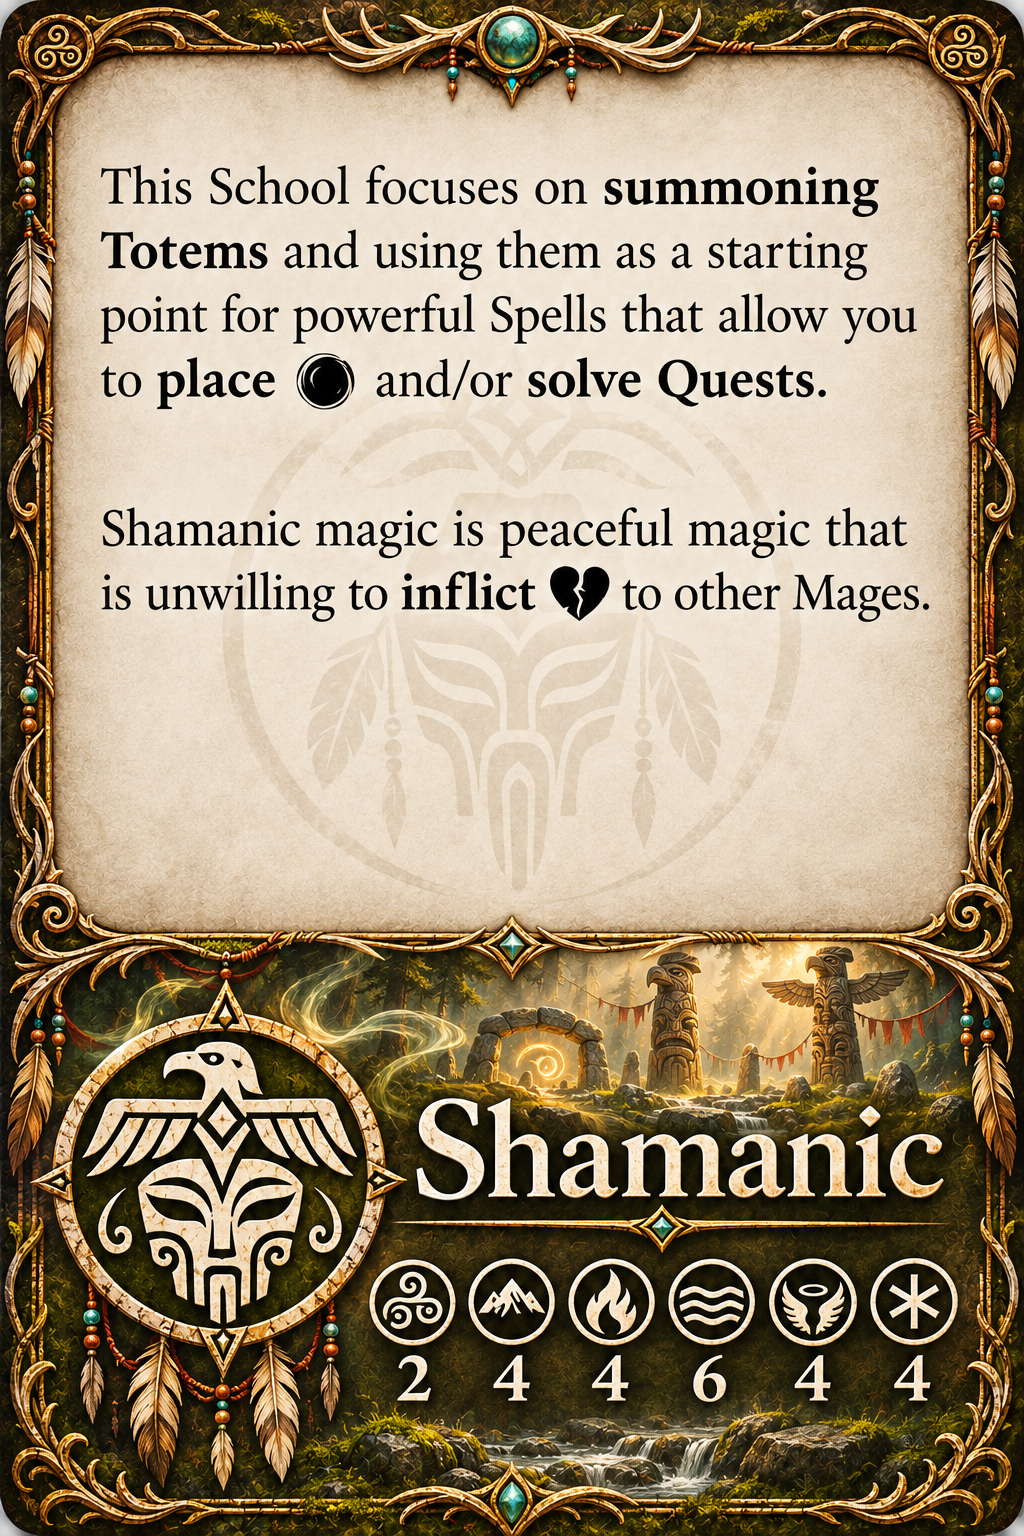 This School focuses on summoning
Totems and using them as a starting
point for powerful Spells that allow you
to place and/or solve Quests.
Shamanic magic is peaceful magic that
is unwilling to inflict to other Mages.
Shamanic
2 4 4 6 4 4